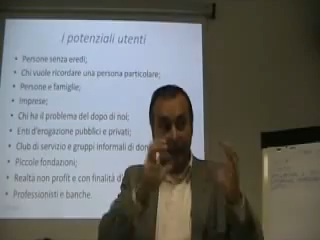 I potenziali utenti
• Persone senza eredi;
• Chi vuole ricordare una persona particolare;
• Persone e famiglie;
• Imprese;
• Chi ha il problema del dopo di noi;
• Enti d'erogazione pubblici e privati;
• Club di servizio e gruppi informali di
• Piccole fondazioni;
• Realtà non profit e con finalità
• Professionisti e banche.